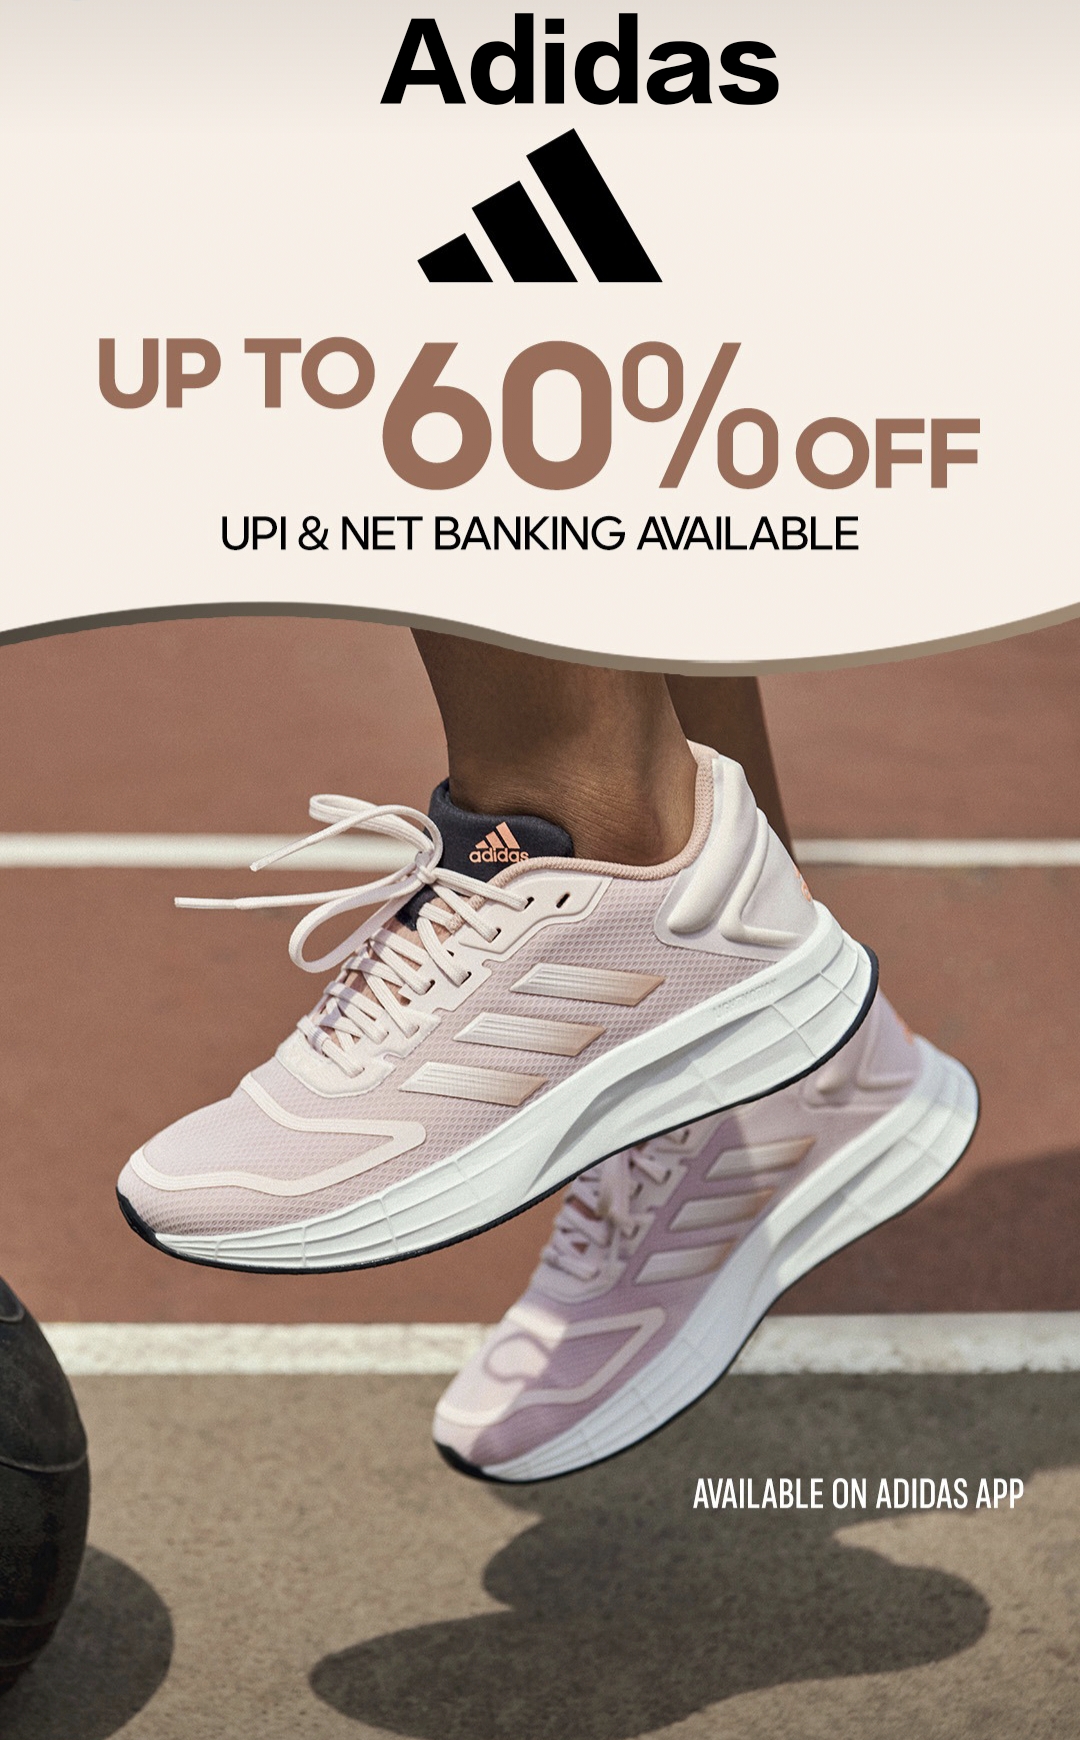 Adidas
UP TO 60% OFF
UPI & NET BANKING AVAILABLE
adidas
AVAILABLE ON ADIDAS APP